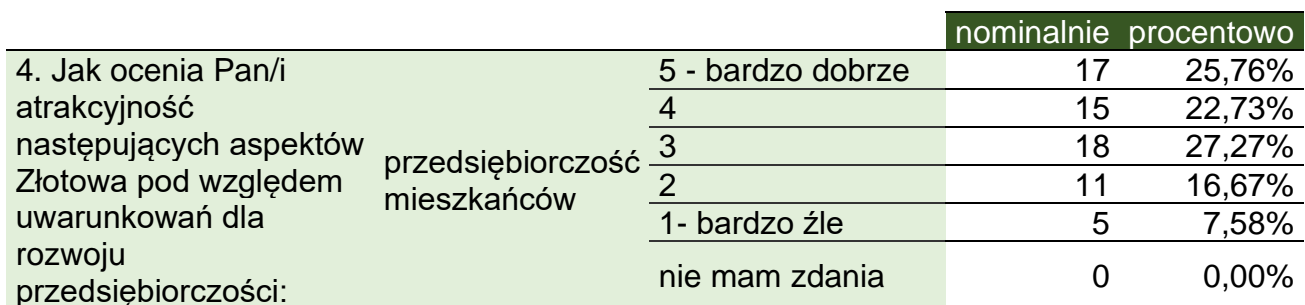 nominalnie procentowo
4. Jak ocenia Pan/i
atrakcyjność
następujących aspektów
Złotowa pod względem
uwarunkowań dla
rozwoju
przedsiębiorczości:
przedsiębiorczość
mieszkańców
5 - bardzo dobrze 17 25,76%
4 15 22,73%
3 18 27,27%
2 11 16,67%
1- bardzo źle 5 7,58%
nie mam zdania 0 0,00%